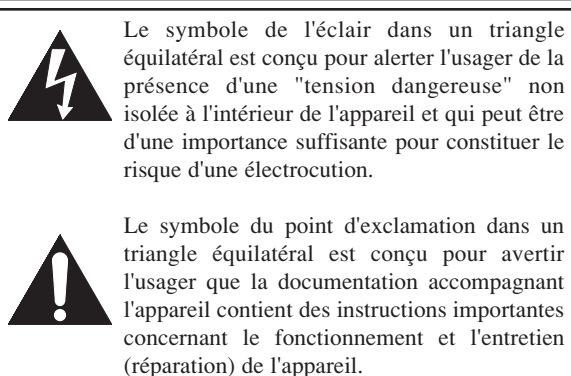 Le symbole de l'éclair dans un triangle
équilatéral est conçu pour alerter l'usager de la
présence d'une "tension dangereuse" non
isolée à l'intérieur de l'appareil et qui peut être
d'une importance suffisante pour constituer le
risque d'une électrocution.
Le symbole du point d'exclamation dans un
triangle équilatéral est conçu pour avertir
l'usager que la documentation accompagnant
l'appareil contient des instructions importantes
concernant le fonctionnement et l'entretien
(réparation) de l'appareil.